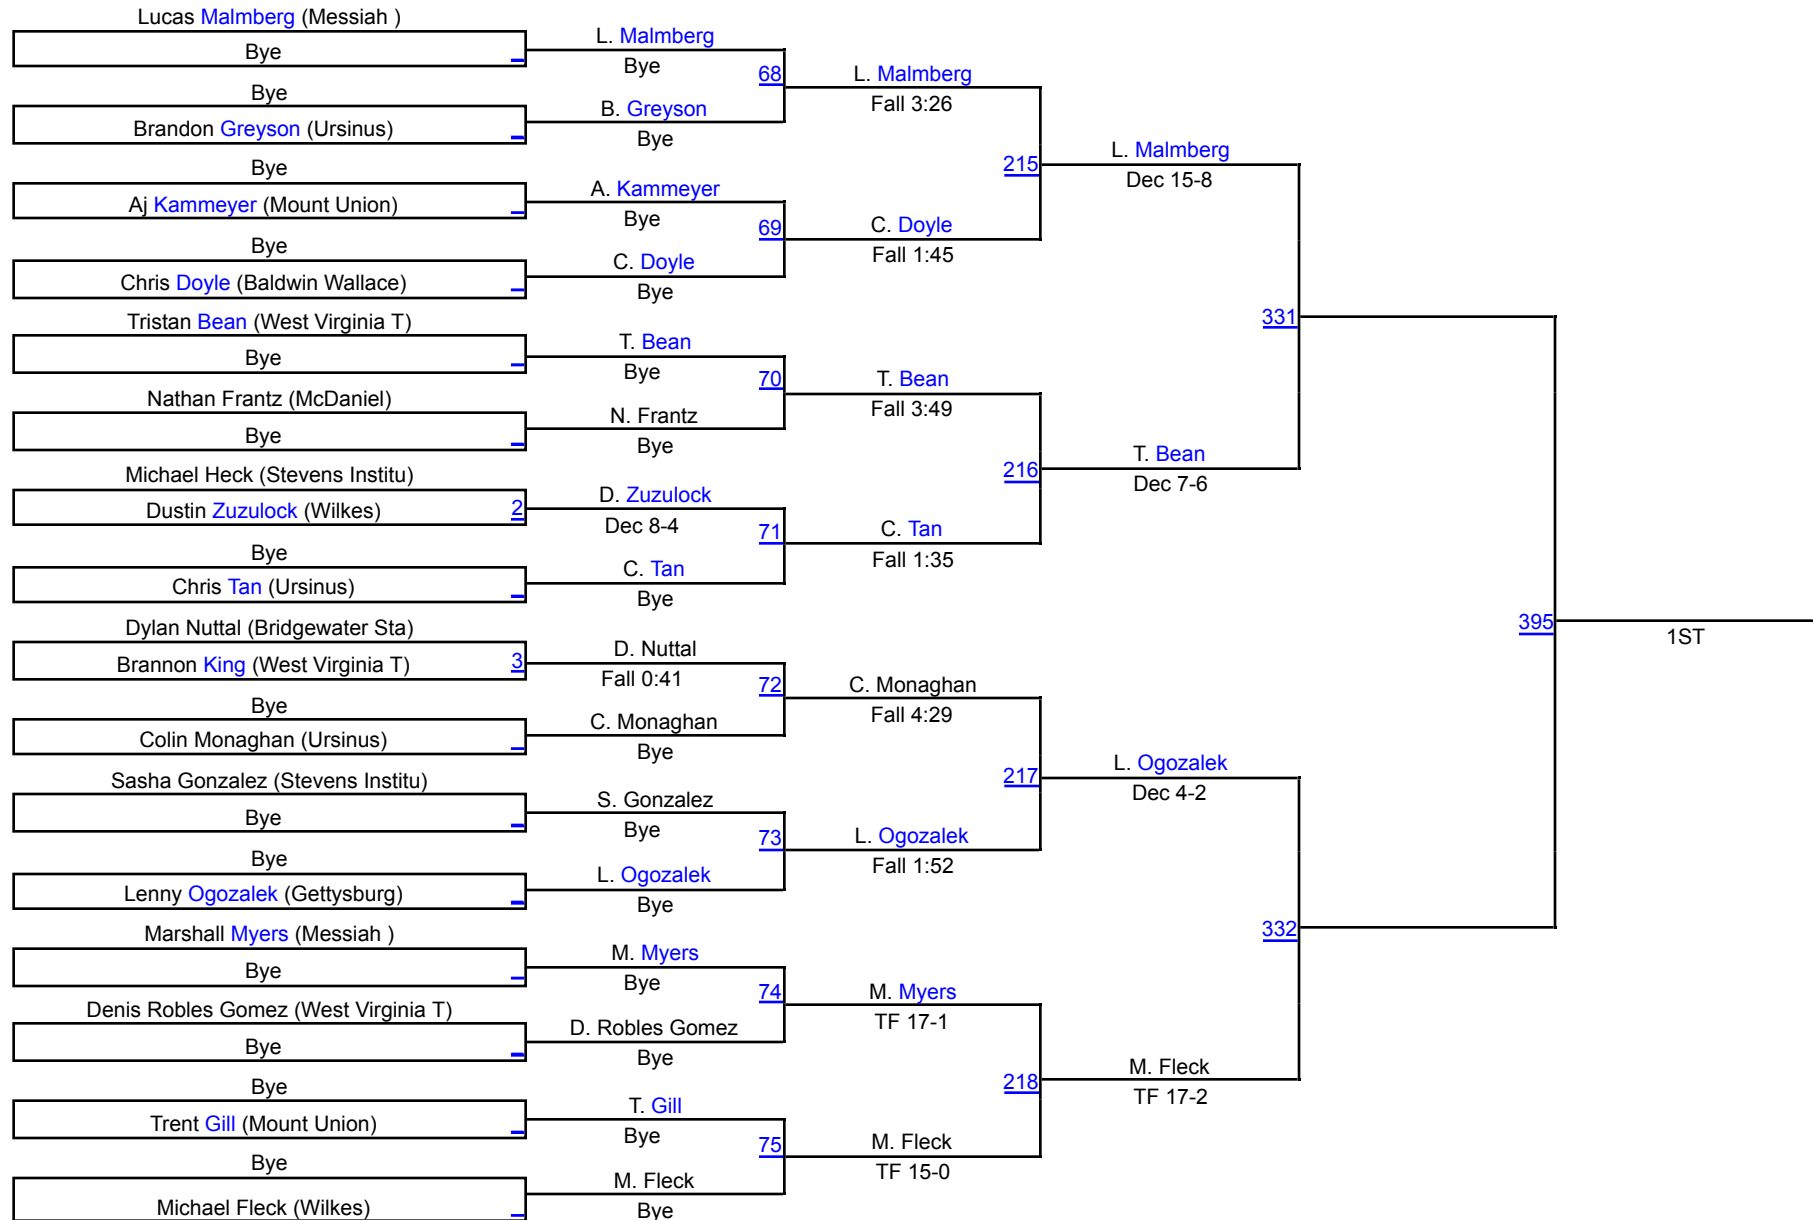 Lucas Malmberg (Messiah )
Bye
Bye
Brandon Greyson (Ursinus)
Bye
Aj Kammeyer (Mount Union)
Bye
Chris Doyle (Baldwin Wallace)
Tristan Bean (West Virginia T)
Bye
Nathan Frantz (McDaniel)
Bye
Michael Heck (Stevens Institu)
Dustin Zuzulock (Wilkes) 2
Bye
Chris Tan (Ursinus)
Dylan Nuttal (Bridgewater Sta)
Brannon King (West Virginia T) 3
Bye
Colin Monaghan (Ursinus)
Sasha Gonzalez (Stevens Institu)
Bye
Bye
Lenny Ogozalek (Gettysburg)
Marshall Myers (Messiah )
Bye
Denis Robles Gomez (West Virginia T)
Bye
Bye
Trent Gill (Mount Union)
Bye
Michael Fleck (Wilkes)
L. Malmberg
Bye
68
B. Greyson
Bye
A. Kammeyer
Bye
69
C. Doyle
Bye
T. Bean
Bye
70
N. Frantz
Bye
D. Zuzulock
Dec 8-4
71
C. Tan
Bye
D. Nuttal
Fall 0:41
72
C. Monaghan
Bye
S. Gonzalez
Bye
73
L. Ogozalek
Bye
M. Myers
Bye
74
D. Robles Gomez
Bye
T. Gill
Bye
75
M. Fleck
Bye
L. Malmberg
Fall 3:26
215
C. Doyle
Fall 1:45
T. Bean
Fall 3:49
216
C. Tan
Fall 1:35
C. Monaghan
Fall 4:29
217
L. Ogozalek
Fall 1:52
M. Myers
TF 17-1
218
M. Fleck
TF 15-0
L. Malmberg
Dec 15-8
331
T. Bean
Dec 7-6
L. Ogozalek
Dec 4-2
332
M. Fleck
TF 17-2
395
1ST